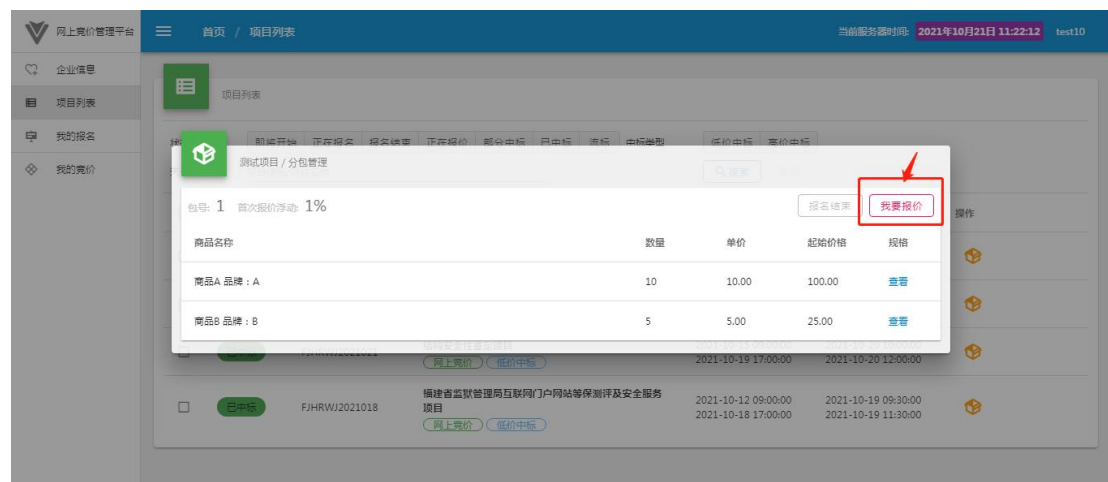 网上竞价管理平台
首页 / 项目列表
当前服务器时间: 2021年10月21日 11:22:12 test10
企业信息
项目列表
我的报名
我的竞价
项目列表
即将开始 正在报名 报名结束 正在报价 部分中标 已中标 流标 中标类型 低价中标 高价中标
测试项目 / 分包管理
包号: 1 首次报价浮动: 1%
报名结束 我要报价
操作
商品名称 数量 单价 起始价格 规格
商品A 品牌：A 10 10.00 100.00 查看
商品B 品牌：B 5 5.00 25.00 查看
FJHRWJ2021021
网上竞价 低价中标
2021-10-19 17:00:00 2021-10-20 12:00:00
福建省监狱管理局互联网门户网站等保测评及安全服务
项目
已中标 FJHRWJ2021018
网上竞价 低价中标
2021-10-12 09:00:00 2021-10-19 09:30:00
2021-10-18 17:00:00 2021-10-19 11:30:00